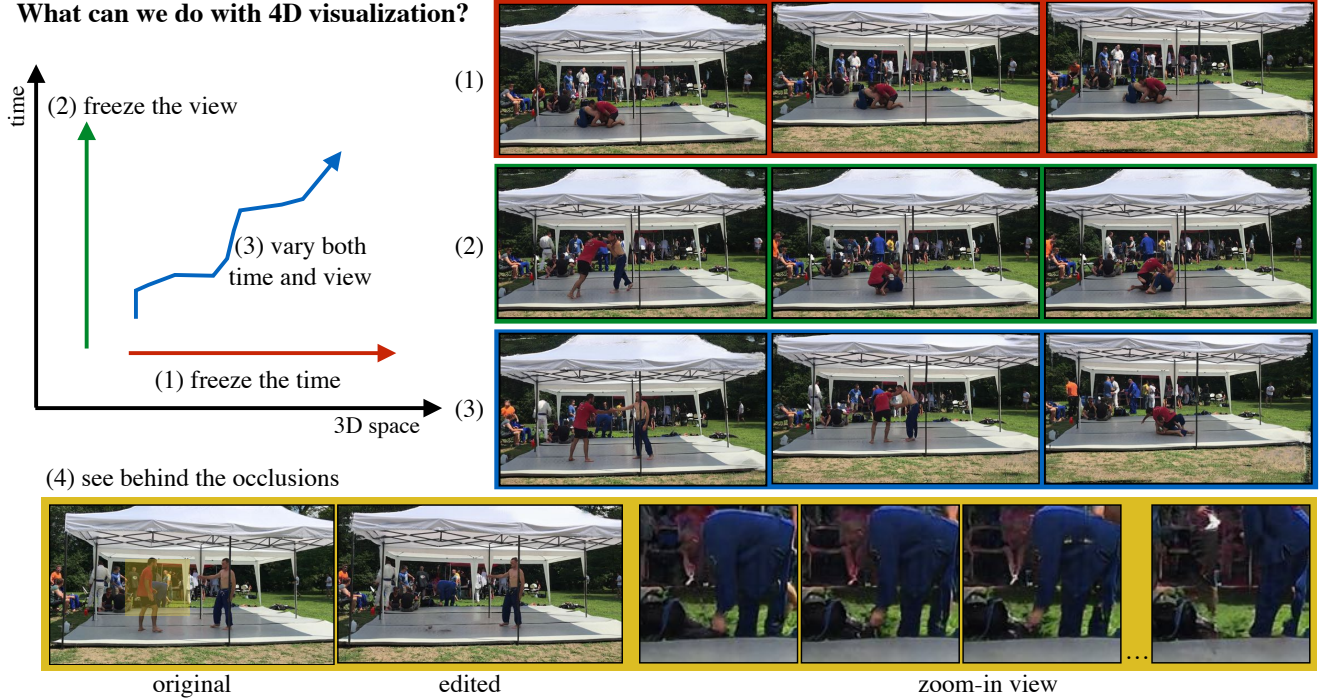 What can we do with 4D visualization?
time
(2) freeze the view
(3) vary both
time and view
(1) freeze the time
3D space
(1)
(2)
(3)
(4) see behind the occlusions
...
original
edited
zoom-in view